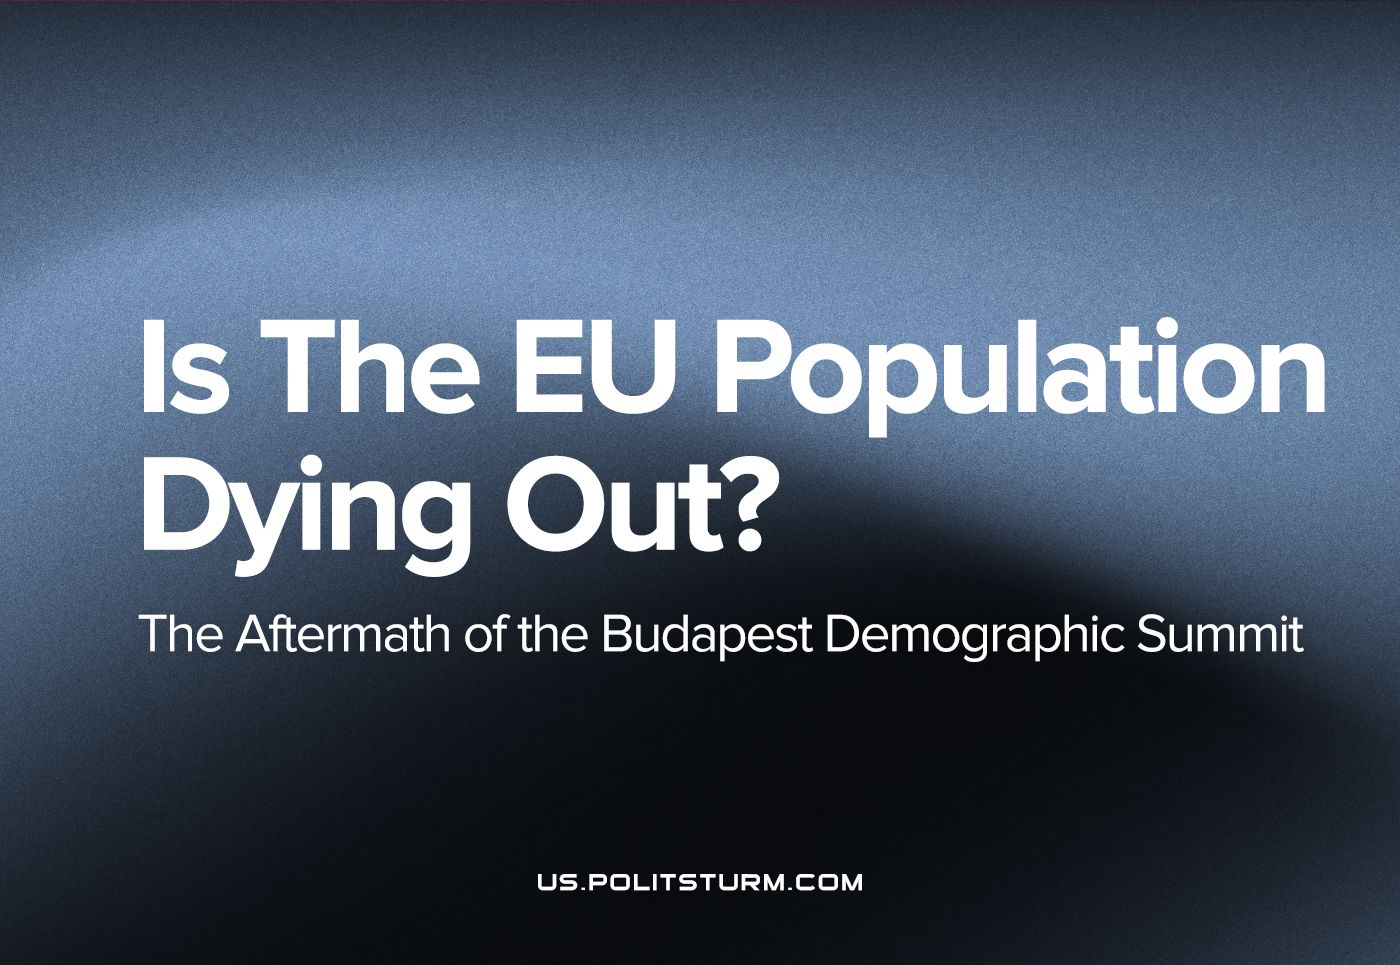 Is The EU Population
Dying Out?
The Aftermath of the Budapest Demographic Summit
US.POLITSTURM.COM